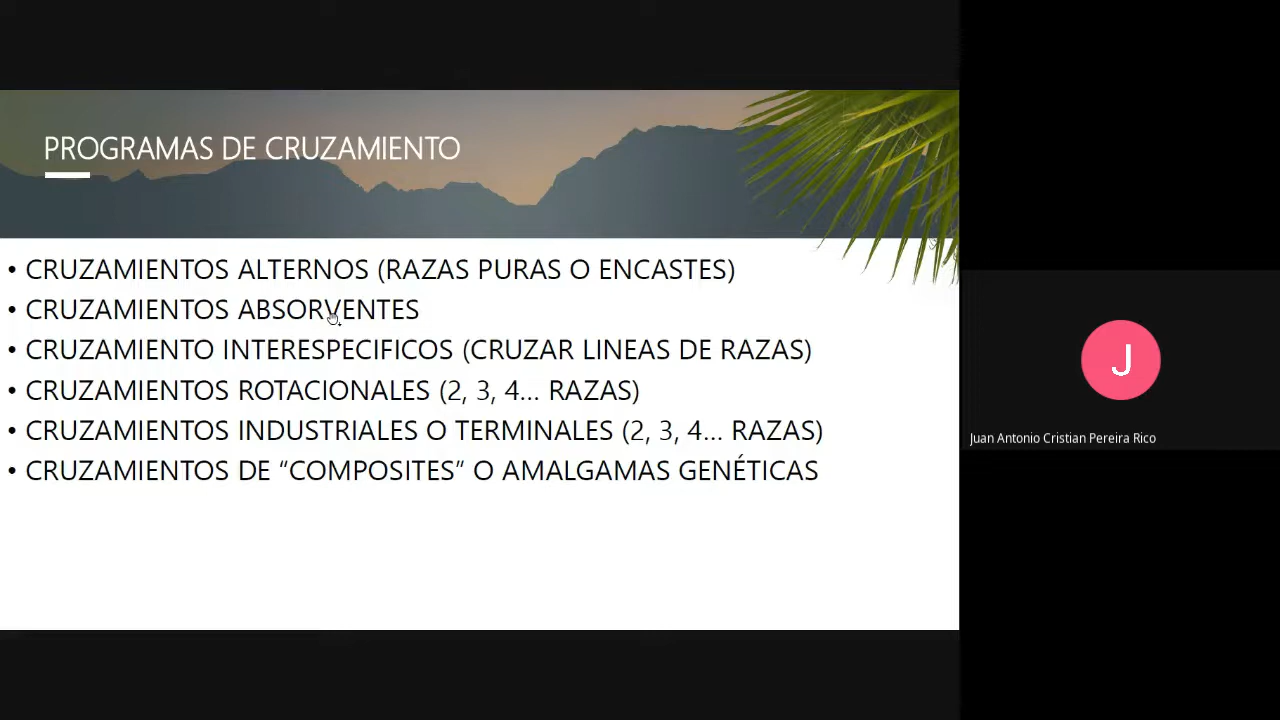 PROGRAMAS DE CRUZAMIENTO
• CRUZAMIENTOS ALTERNOS (RAZAS PURAS O ENCASTES)
• CRUZAMIENTOS ABSORVENTES
• CRUZAMIENTO INTERESPECIFICOS (CRUZAR LINEAS DE RAZAS)
• CRUZAMIENTOS ROTACIONALES (2, 3, 4... RAZAS)
• CRUZAMIENTOS INDUSTRIALES O TERMINALES (2, 3, 4... RAZAS)
• CRUZAMIENTOS DE “COMPOSITES” O AMALGAMAS GENÉTICAS
J
Juan Antonio Cristian Pereira Rico